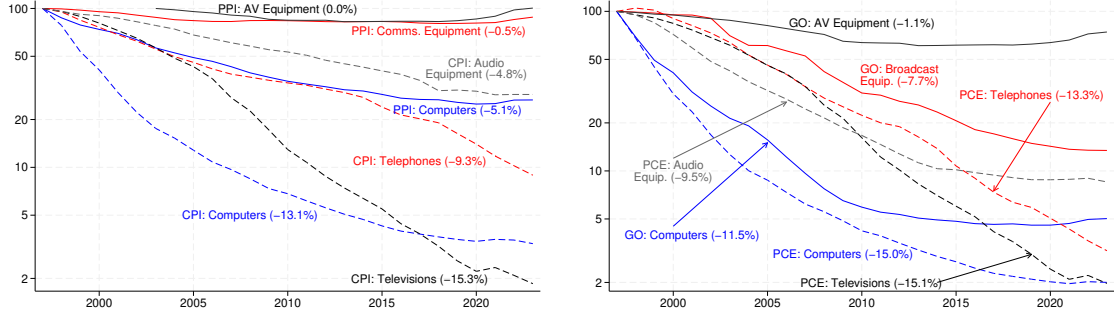 100
50
20
10
5
2
2000
2005
2010
2015
2020
PPI: AV Equipment (0.0%)
PPI: Comms. Equipment (−0.5%)
CPI: Audio
Equipment (−4.8%)
PPI: Computers (−5.1%)
CPI: Telephones (−9.3%)
CPI: Computers (−13.1%)
CPI: Televisions (−15.3%)
100
50
20
10
5
2
2000
2005
2010
2015
2020
GO: AV Equipment (−1.1%)
GO: Broadcast
Equip. (−7.7%)
PCE: Telephones (−13.3%)
PCE: Audio
Equip. (−9.5%)
GO: Computers (−11.5%)
PCE: Computers (−15.0%)
PCE: Televisions (−15.1%)